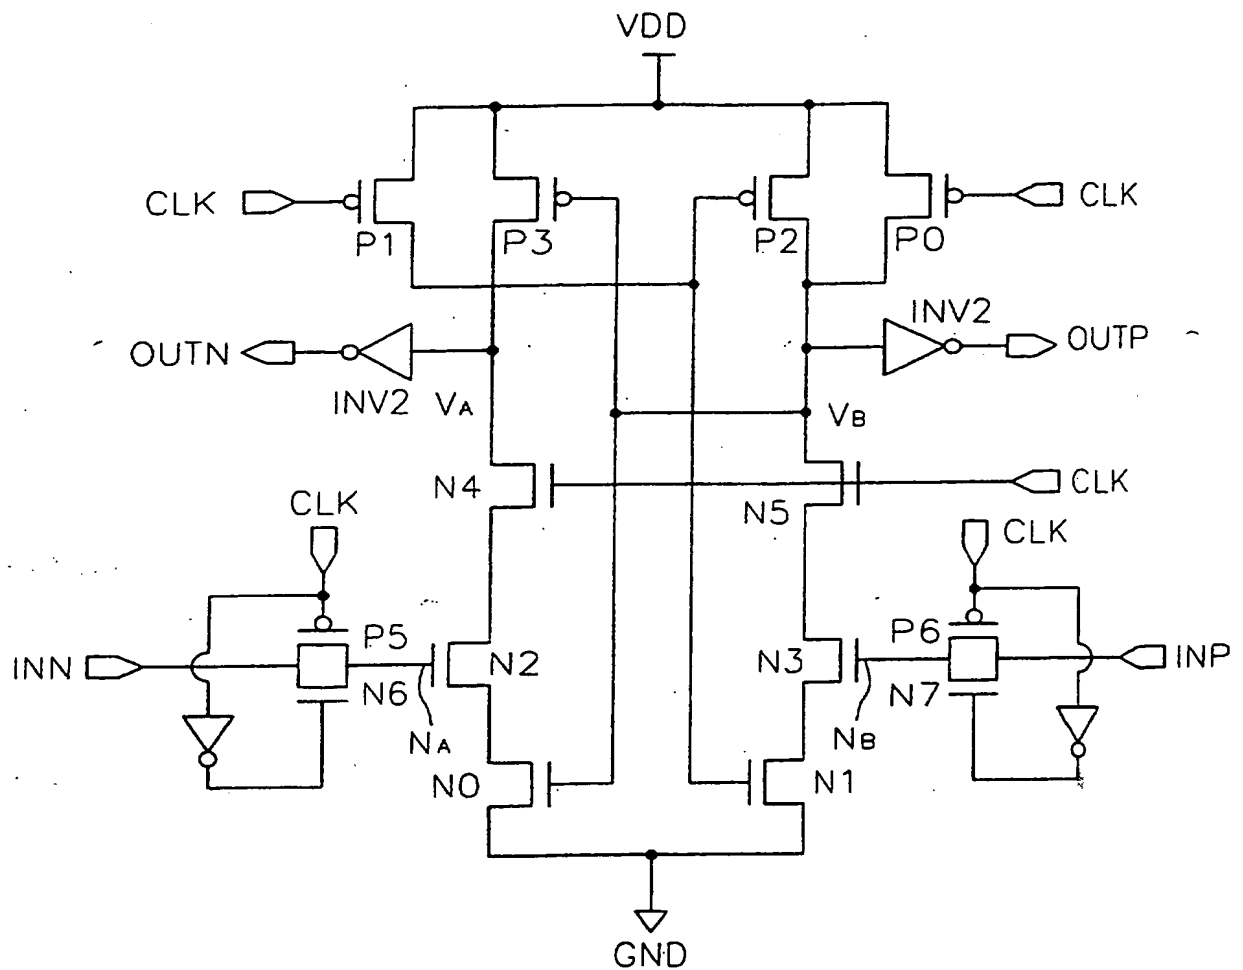 VDD
CLK
P1
P3
P2
P0
CLK
OUTN
INV2
VA
INV2
OUTP
VB
N4
N5
CLK
CLK
CLK
INN
P5
N6
N2
N3
P6
N7
INP
NA
NB
N0
N1
GND